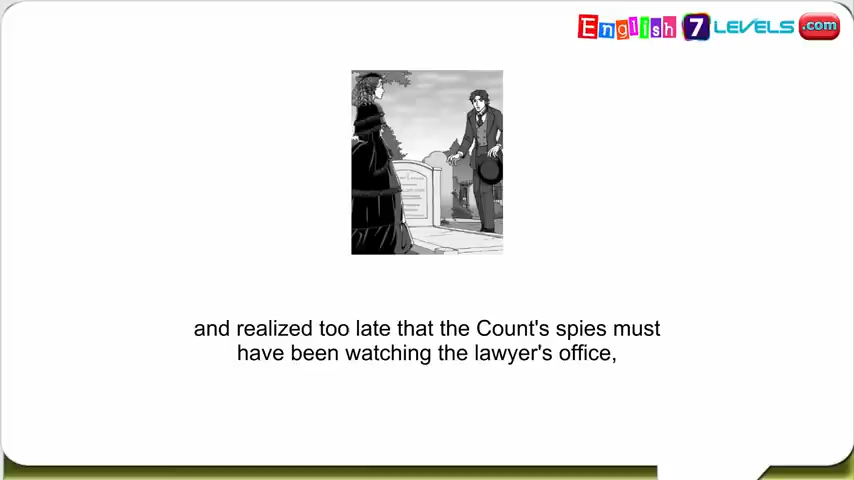 English 7 LEVELS .com
and realized too late that the Count's spies must
have been watching the lawyer's office,